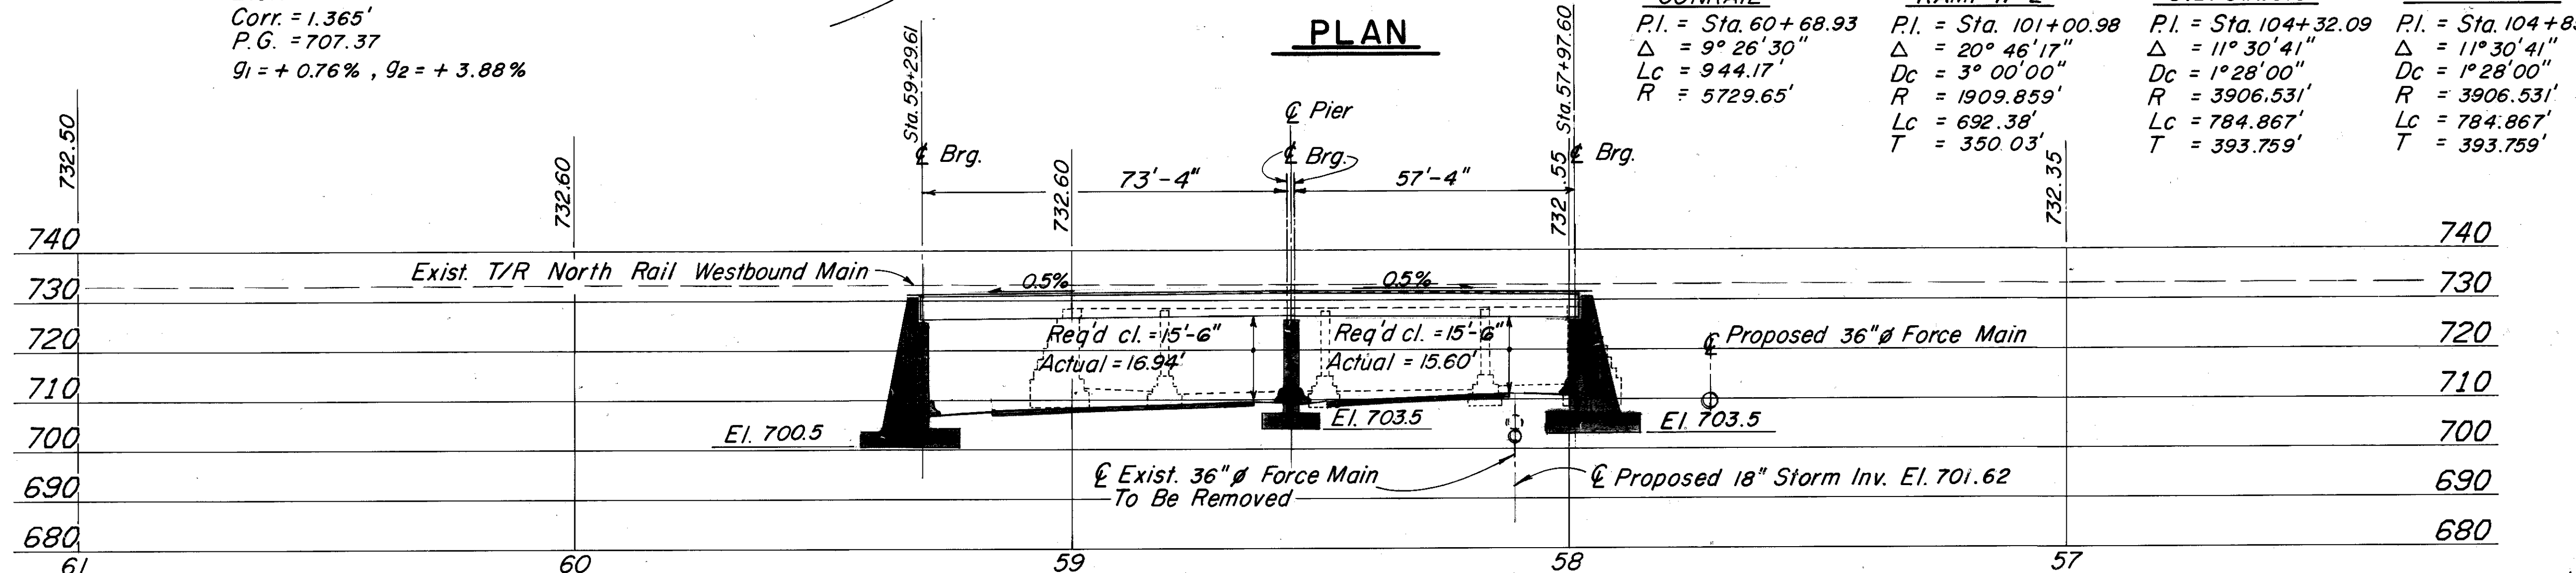 Corr. = 1.365'
P.G. = 707.37
g1 = + 0.76% , g2 = + 3.88%
PLAN
CONRAIL
P.I. = Sta. 60+68.93
Δ = 9° 26' 30"
Lc = 944.17'
R = 5729.65'
P.I. = Sta. 101+00.98
Δ = 20° 46' 17"
Dc = 3° 00' 00"
R = 1909.859'
Lc = 692.38'
T = 350.03'
P.I. = Sta. 104+32.09
Δ = 11° 30' 41"
Dc = 1° 28' 00"
R = 3906.531'
Lc = 784.867'
T = 393.759'
P.I. = Sta. 104+8
Δ = 11° 30' 41"
Dc = 1° 28' 00"
R = 3906.531'
Lc = 784.867'
T = 393.759'
732.50
732.60
Sta. 59+29.61
℄ Brg.
732.60
℄ Pier
℄ Brg.
Sta. 57+97.60
732.55
℄ Brg.
732.35
73'-4"
57'-4"
740
740
Exist. T/R North Rail Westbound Main
0.5%
0.5%
730
730
Req'd cl. = 15'-6"
Actual = 16.94'
Req'd cl. = 15'-6"
Actual = 15.60'
℄ Proposed 36"ø Force Main
720
720
710
710
El. 700.5
El. 703.5
El. 703.5
700
700
℄ Exist. 36"ø Force Main
To Be Removed
℄ Proposed 18" Storm Inv. El. 701.62
690
690
680
680
61
60
59
58
57